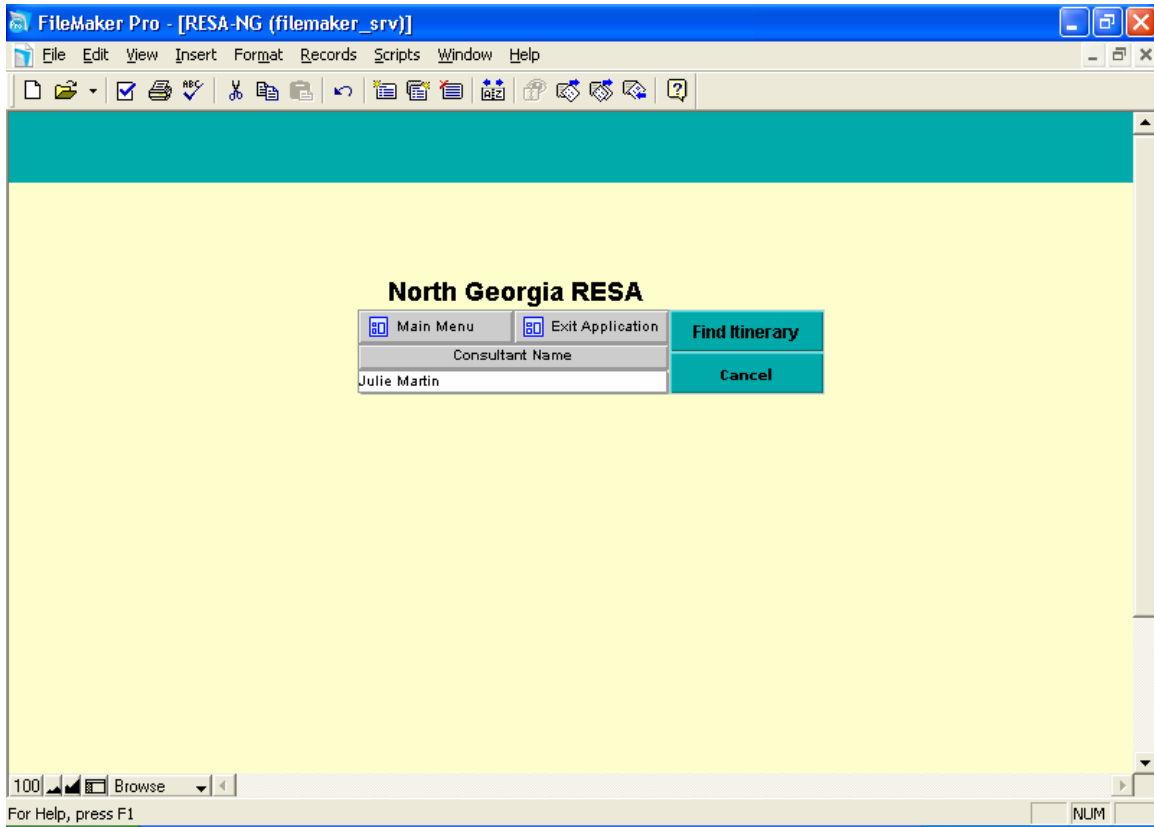 FileMaker Pro - [RESA-NG (filemaker_srv)]
File Edit View Insert Format Records Scripts Window Help
North Georgia RESA
Main Menu Exit Application Find Itinerary
Consultant Name
Julie Martin Cancel
100 Browse
For Help, press F1 NUM